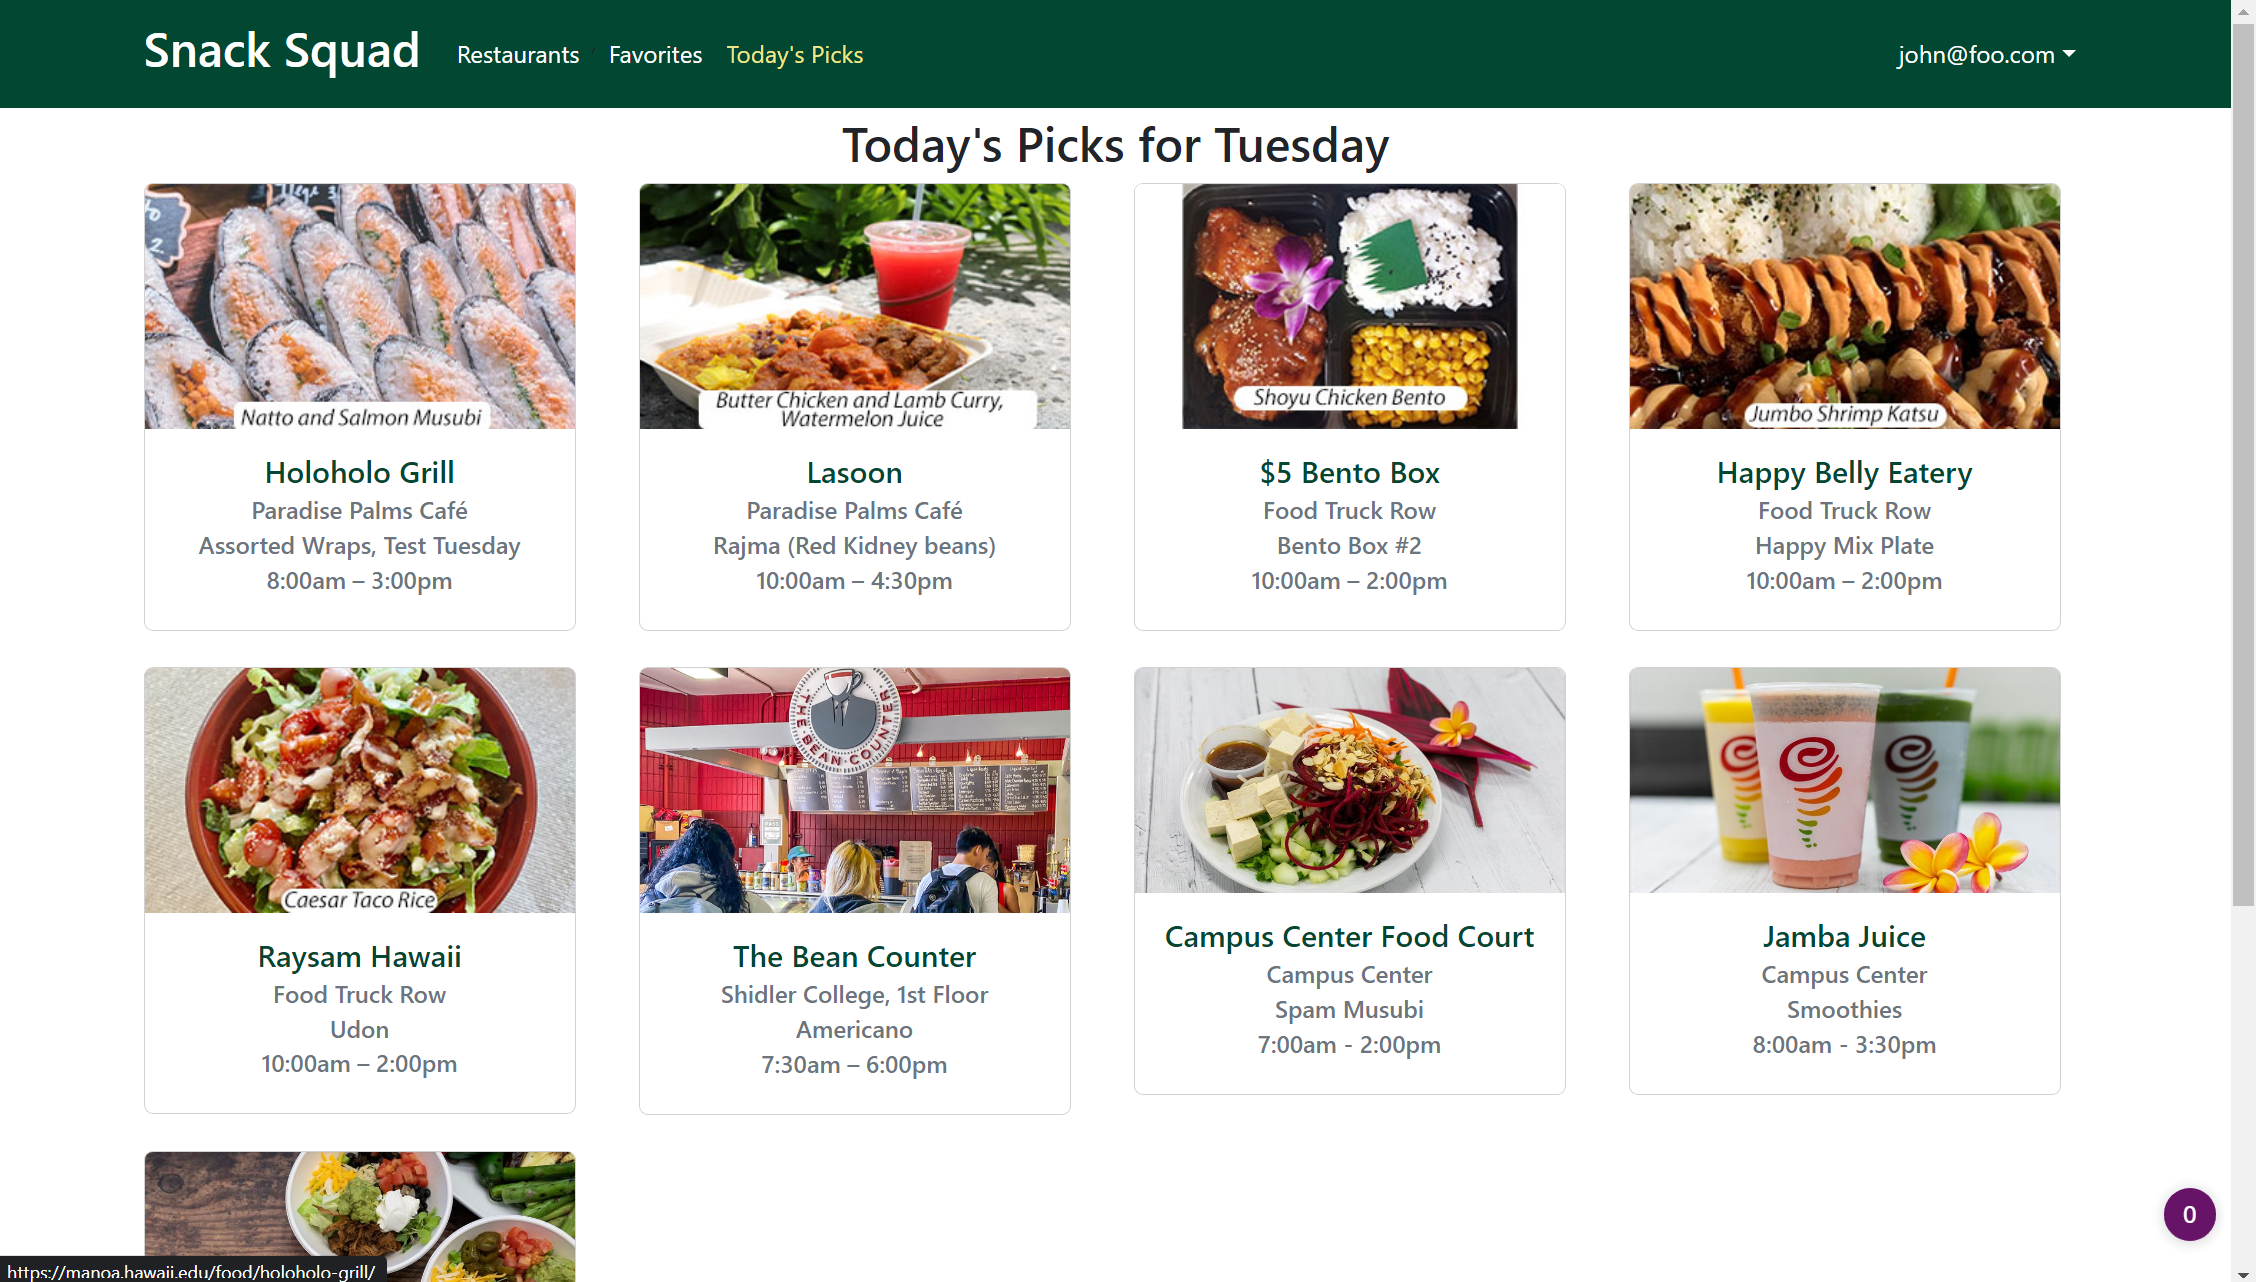 Snack Squad
Restaurants
Favorites
Today's Picks
john@foo.com
Today's Picks for Tuesday
Natto and Salmon Musubi
Holoholo Grill
Paradise Palms Café
Assorted Wraps, Test Tuesday
8:00am – 3:00pm
Butter Chicken and Lamb Curry,
Watermelon Juice
Lasoon
Paradise Palms Café
Rajma (Red Kidney beans)
10:00am – 4:30pm
Shoyu Chicken Bento
$5 Bento Box
Food Truck Row
Bento Box #2
10:00am – 2:00pm
Jumbo Shrimp Katsu
Happy Belly Eatery
Food Truck Row
Happy Mix Plate
10:00am – 2:00pm
Caesar Taco Rice
Raysam Hawaii
Food Truck Row
Udon
10:00am – 2:00pm
THE BEAN COUNTER
The Bean Counter
Shidler College, 1st Floor
Americano
7:30am – 6:00pm
Campus Center Food Court
Campus Center
Spam Musubi
7:00am - 2:00pm
Jamba Juice
Campus Center
Smoothies
8:00am - 3:30pm
0
https://manoa.hawaii.edu/food/holoholo-grill/